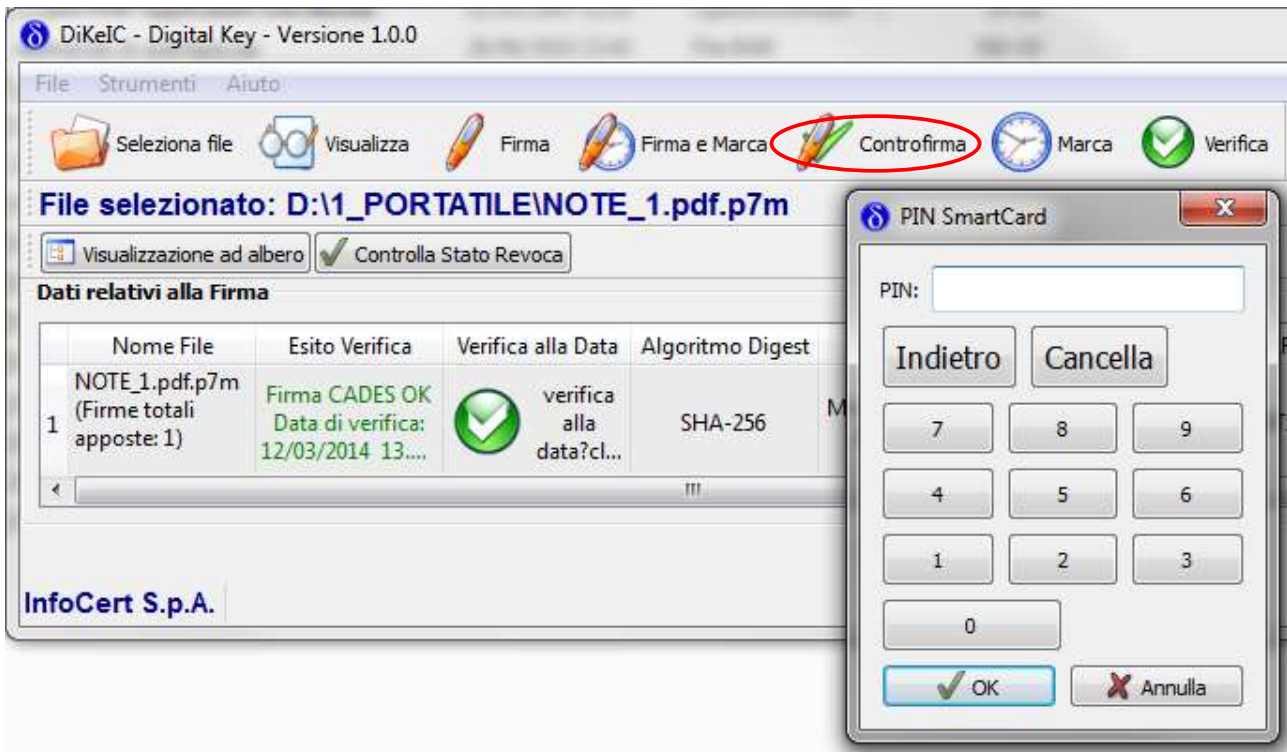 DiKeIC - Digital Key - Versione 1.0.0
File Strumenti Aiuto
Seleziona file Visualizza Firma Firma e Marca Controfirma Marca Verifica
File selezionato: D:\1_PORTATILE\NOTE_1.pdf.p7m
Visualizzazione ad albero Controlla Stato Revoca
Dati relativi alla Firma
Nome File Esito Verifica Verifica alla Data Algoritmo Digest
1
NOTE_1.pdf.p7m
(Firme totali
apposte: 1)
Firma CADES OK
Data di verifica:
12/03/2014 13....
verifica
alla
data?cl...
SHA-256
M
InfoCert S.p.A.
PIN SmartCard
PIN:
Indietro Cancella
7 8 9
4 5 6
1 2 3
0
OK Annulla